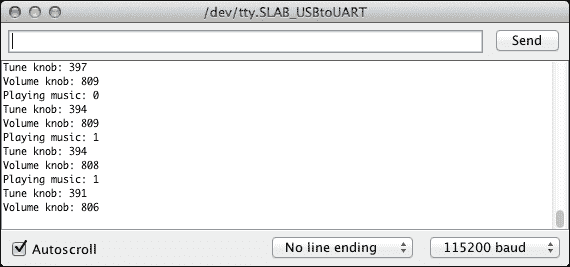 /dev/tty.SLAB_USBtoUART
Send
Tune knob: 397
Volume knob: 809
Playing music: 0
Tune knob: 394
Volume knob: 809
Playing music: 1
Tune knob: 394
Volume knob: 808
Playing music: 1
Tune knob: 391
Volume knob: 806
Autoscroll
No line ending
115200 baud